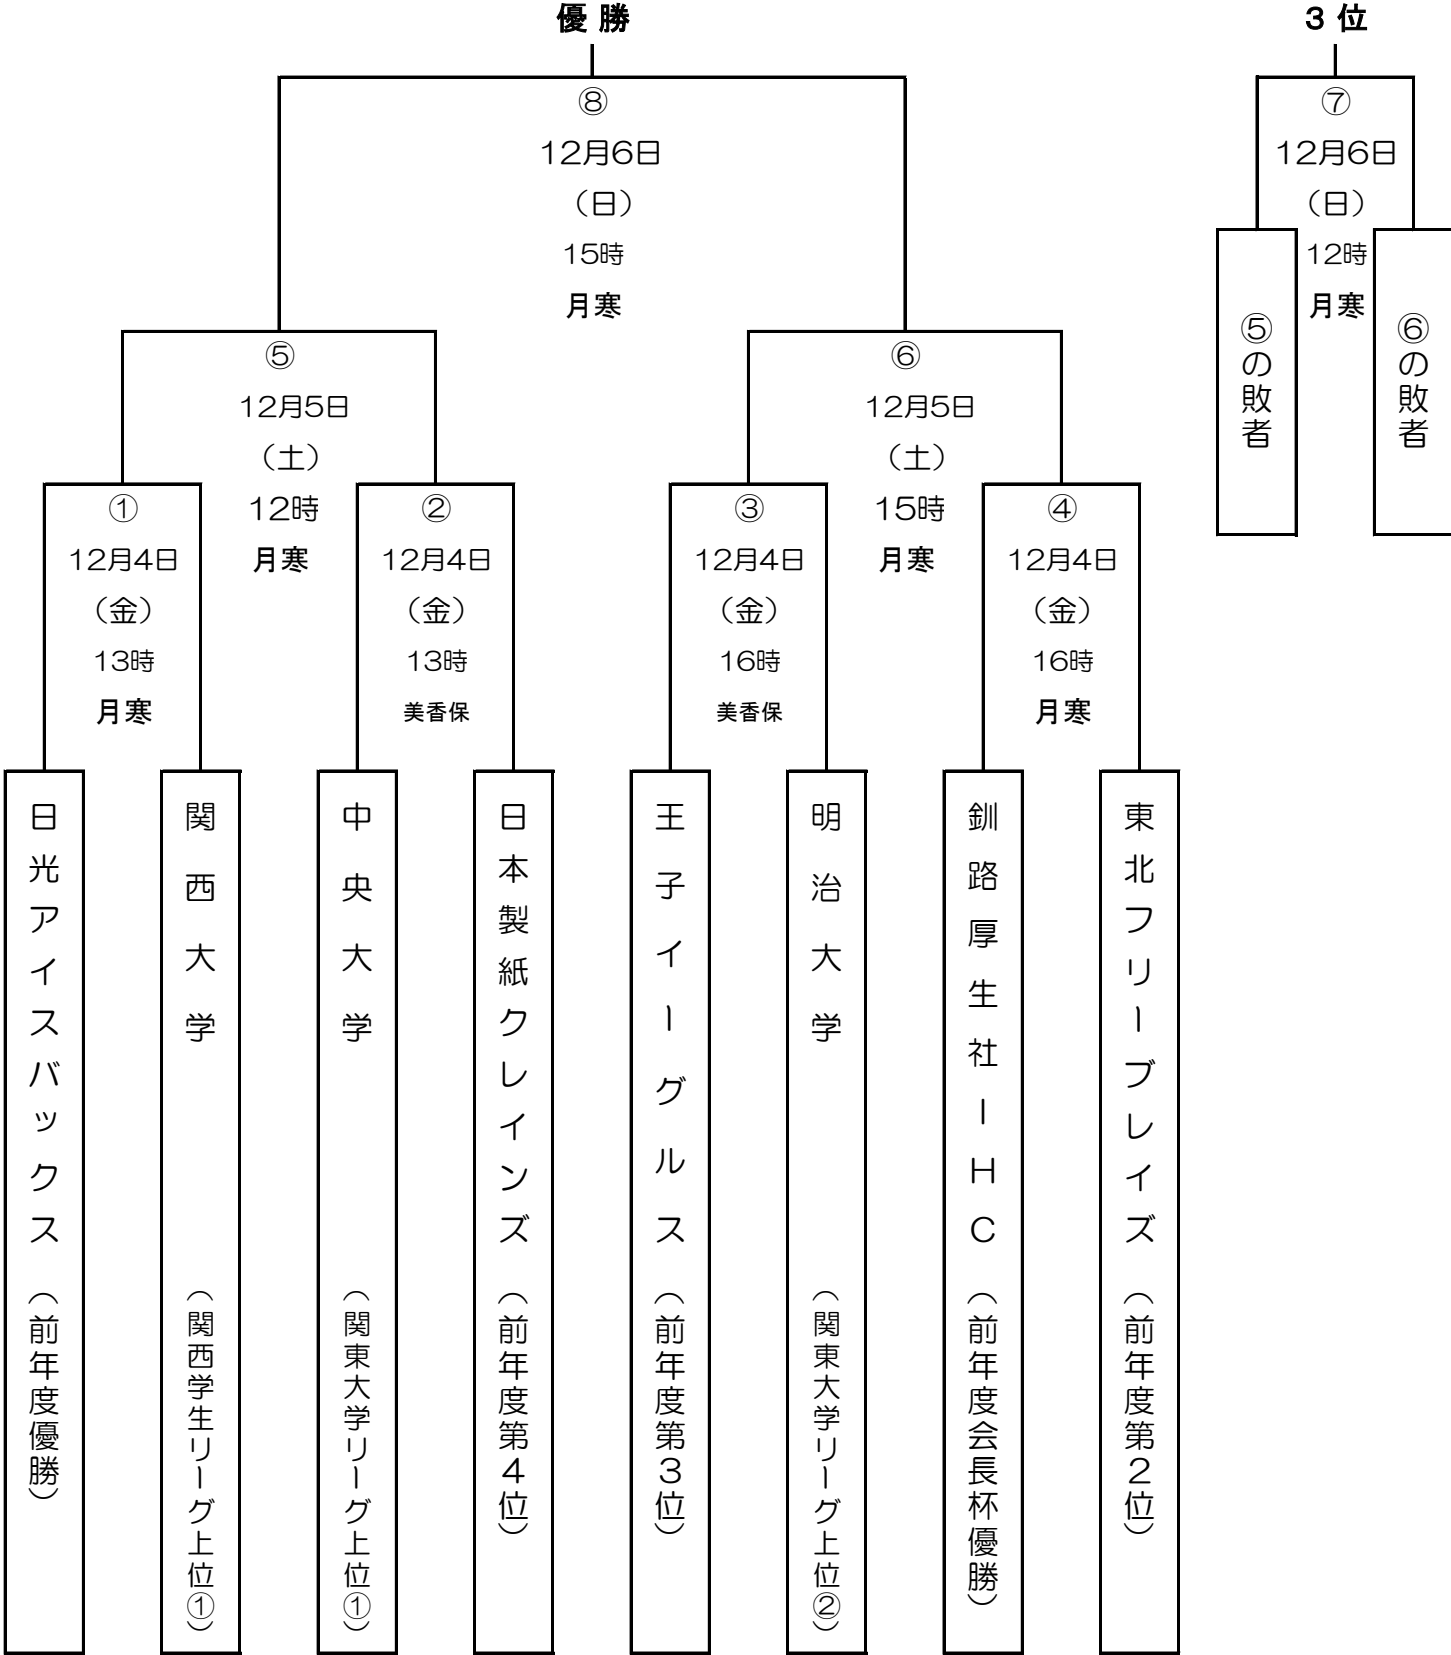 優 勝
⑧
12月6日
（日）
15時
月寒
３ 位
⑦
12月6日
（日）
12時
月寒
⑤の敗者
⑥の敗者
⑤
12月5日
（土）
12時
月寒
⑥
12月5日
（土）
15時
月寒
①
12月4日
（金）
13時
月寒
②
12月4日
（金）
13時
美香保
③
12月4日
（金）
16時
美香保
④
12月4日
（金）
16時
月寒
日光アイスバックス（前年度優勝）
関西大学（関西学生リーグ上位①）
中央大学（関東大学リーグ上位①）
日本製紙クレインズ（前年度第４位）
王子イーグルス（前年度第３位）
明治大学（関東大学リーグ上位②）
釧路厚生社ＩＨＣ（前年度会長杯優勝）
東北フリーブレイズ（前年度第２位）